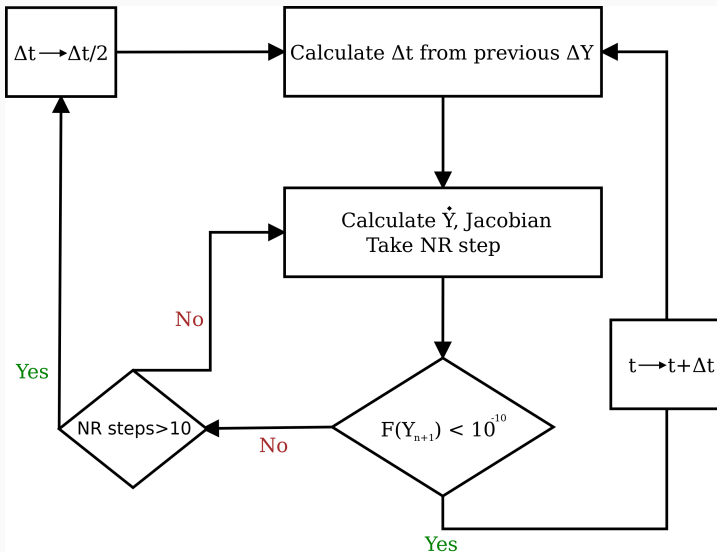 Δt→Δt/2
Calculate Δt from previous ΔY
Calculate Ẏ, Jacobian
Take NR step
No
Yes
t→t+Δt
NR steps>10
F(Yₙ₊₁) < 10⁻¹⁰
No
Yes